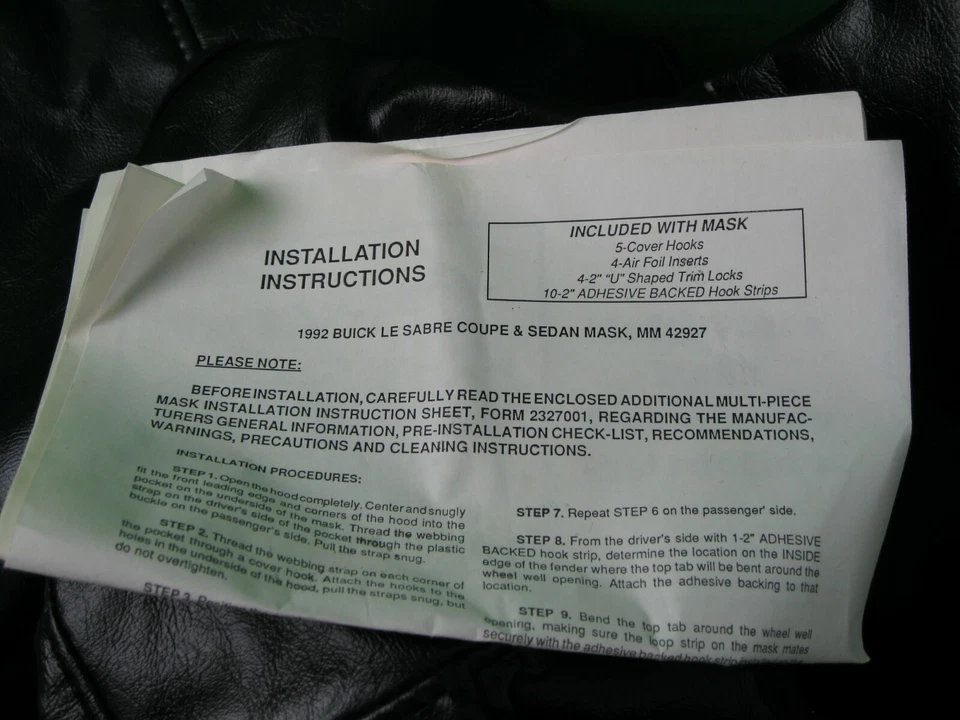 INSTALLATION
INSTRUCTIONS
INCLUDED WITH MASK
5-Cover Hooks
4-Air Foil Inserts
4-2" "U" Shaped Trim Locks
10-2" ADHESIVE BACKED Hook Strips
1992 BUICK LE SABRE COUPE & SEDAN MASK, MM 42927
PLEASE NOTE:
BEFORE INSTALLATION, CAREFULLY READ THE ENCLOSED ADDITIONAL MULTI-PIECE
MASK INSTALLATION INSTRUCTION SHEET, FORM 2327001, REGARDING THE MANUFAC-
TURERS GENERAL INFORMATION, PRE-INSTALLATION CHECK-LIST, RECOMMENDATIONS,
WARNINGS, PRECAUTIONS AND CLEANING INSTRUCTIONS.
INSTALLATION PROCEDURES:
STEP 1. Open the hood completely. Center and snugly
fit the front leading edge and corners of the hood into the
pocket on the underside of the mask. Thread the webbing
strap on the driver's side of the pocket through the plastic
buckle on the passenger's side. Pull the strap snug.
STEP 2. Thread the webbing strap on each corner of
the pocket through a cover hook. Attach the hooks to the
holes in the underside of the hood, pull the straps snug, but
do not overtighten.
STEP 3.
STEP 7. Repeat STEP 6 on the passenger' side.
STEP 8. From the driver's side with 1-2" ADHESIVE
BACKED hook strip, determine the location on the INSIDE
edge of the fender where the top tab will be bent around the
wheel well opening. Attach the adhesive backing to that
location.
STEP 9. Bend the top tab around the wheel well
opening, making sure the loop strip on the mask mates
securely with the adhesive backed hook strip